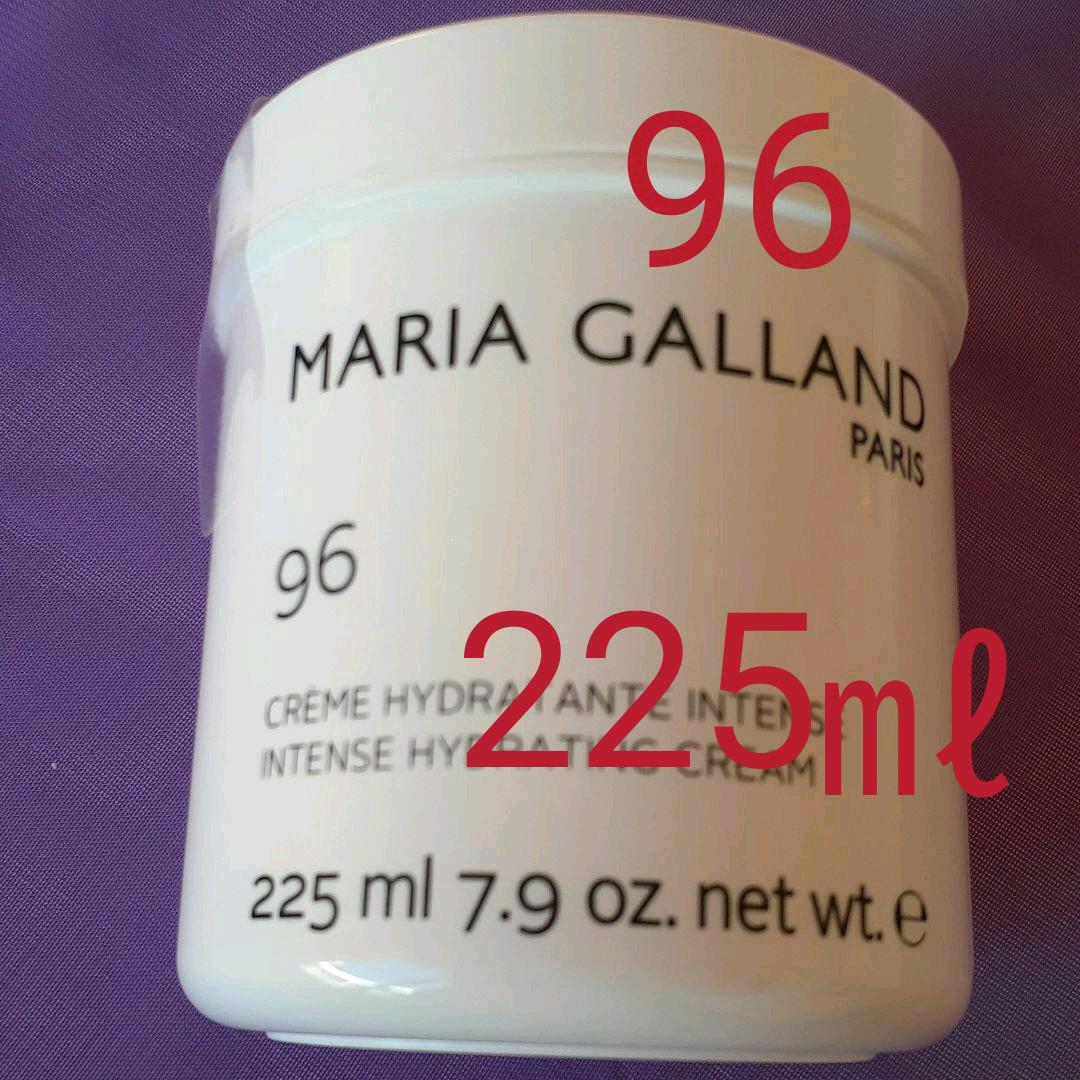 96
MARIA GALLAND
PARIS
96
225mℓ
CRÈME HYDRATANTE INTENSE
INTENSE HYDRATING CREAM
225 ml 7.9 oz. net wt. ℮